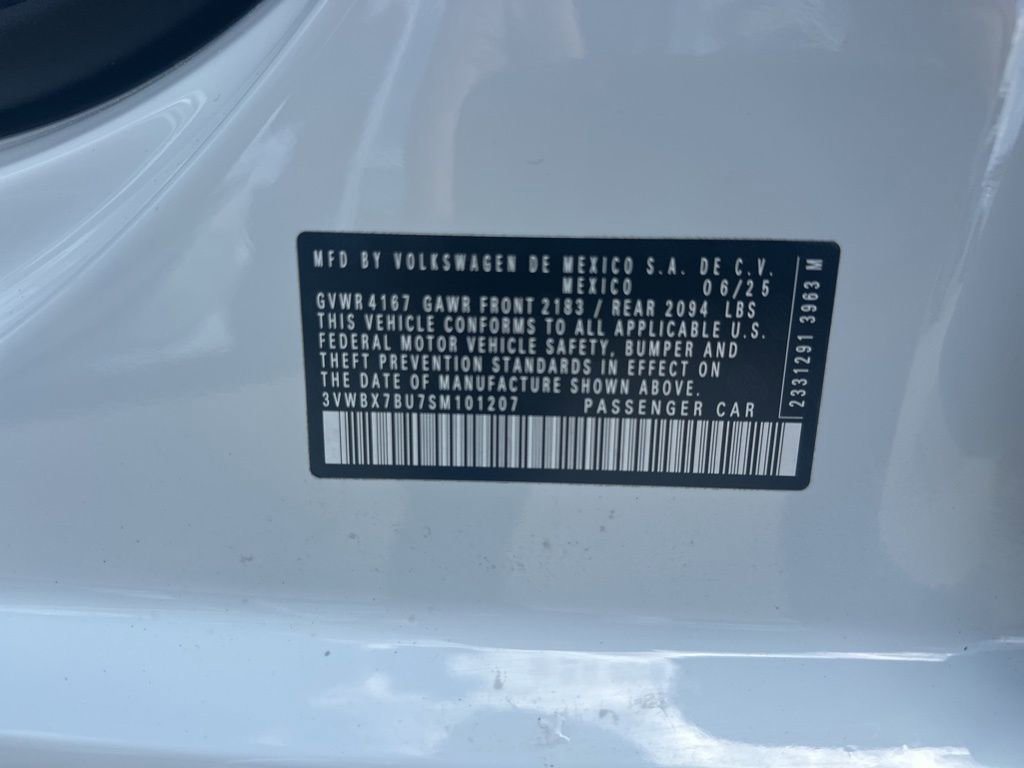 MFD BY VOLKSWAGEN DE MEXICO S.A. DE C.V.
MEXICO 06/25
GVWR 4167 GAWR FRONT 2183 / REAR 2094 LBS
THIS VEHICLE CONFORMS TO ALL APPLICABLE U.S.
FEDERAL MOTOR VEHICLE SAFETY, BUMPER AND
THEFT PREVENTION STANDARDS IN EFFECT ON
THE DATE OF MANUFACTURE SHOWN ABOVE.
3VWBX7BU7SM101207 PASSENGER CAR
2331291 3963 M